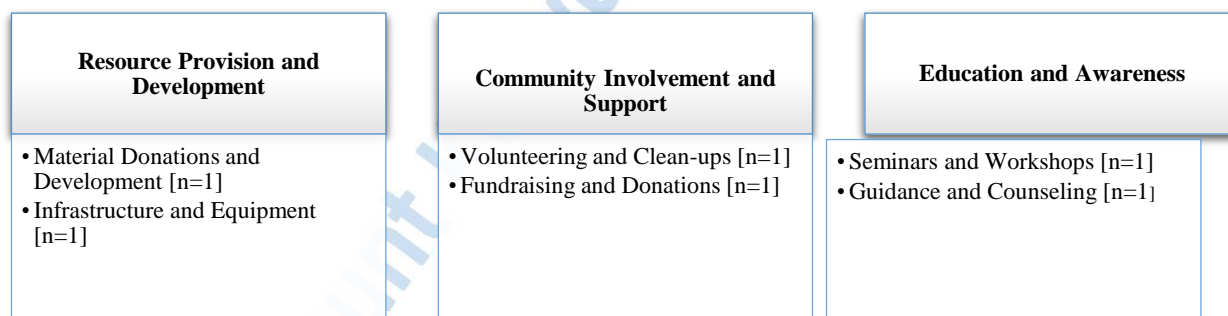 Resource Provision and
Development
• Material Donations and
Development [n=1]
• Infrastructure and Equipment
[n=1]
Community Involvement and
Support
• Volunteering and Clean-ups [n=1]
• Fundraising and Donations [n=1]
Education and Awareness
• Seminars and Workshops [n=1]
• Guidance and Counseling [n=1]